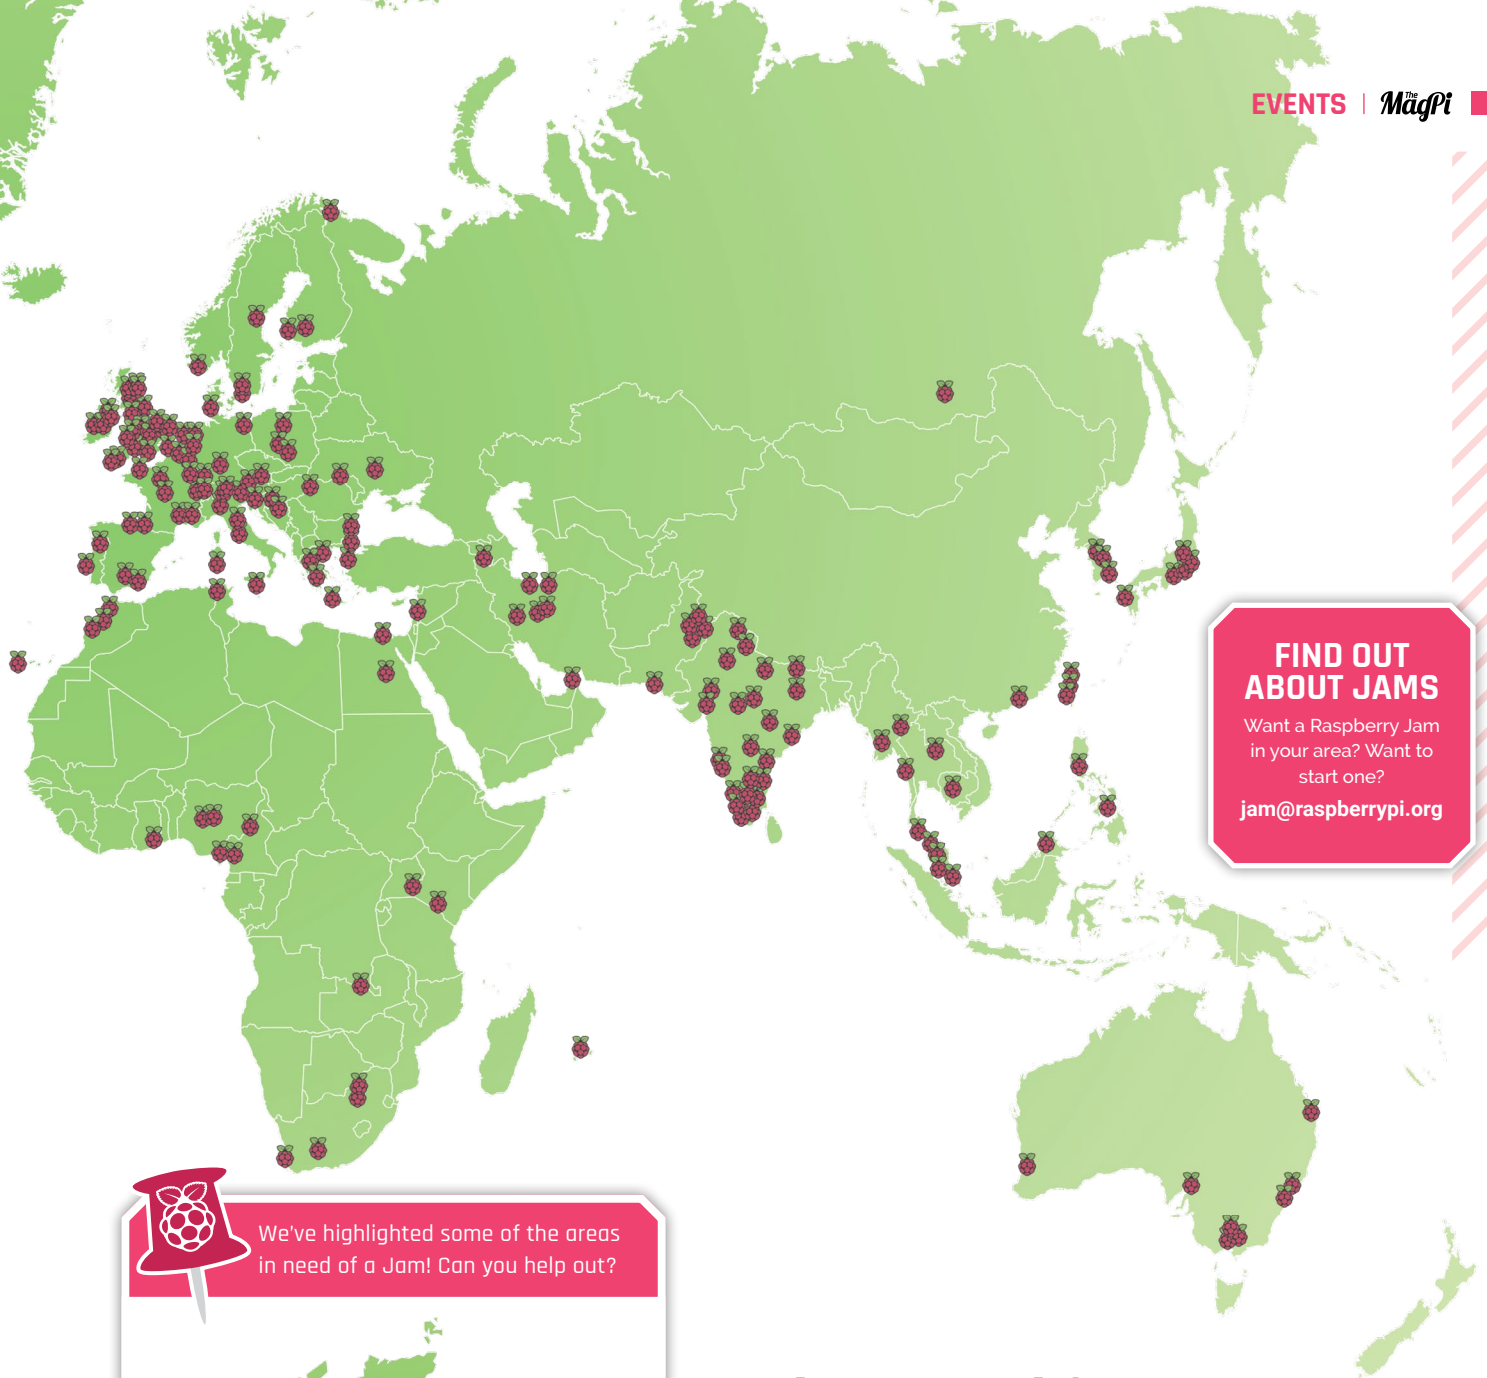 EVENTS | The MagPi
FIND OUT
ABOUT JAMS
Want a Raspberry Jam
in your area? Want to
start one?
jam@raspberrypi.org
We've highlighted some of the areas
in need of a Jam! Can you help out?